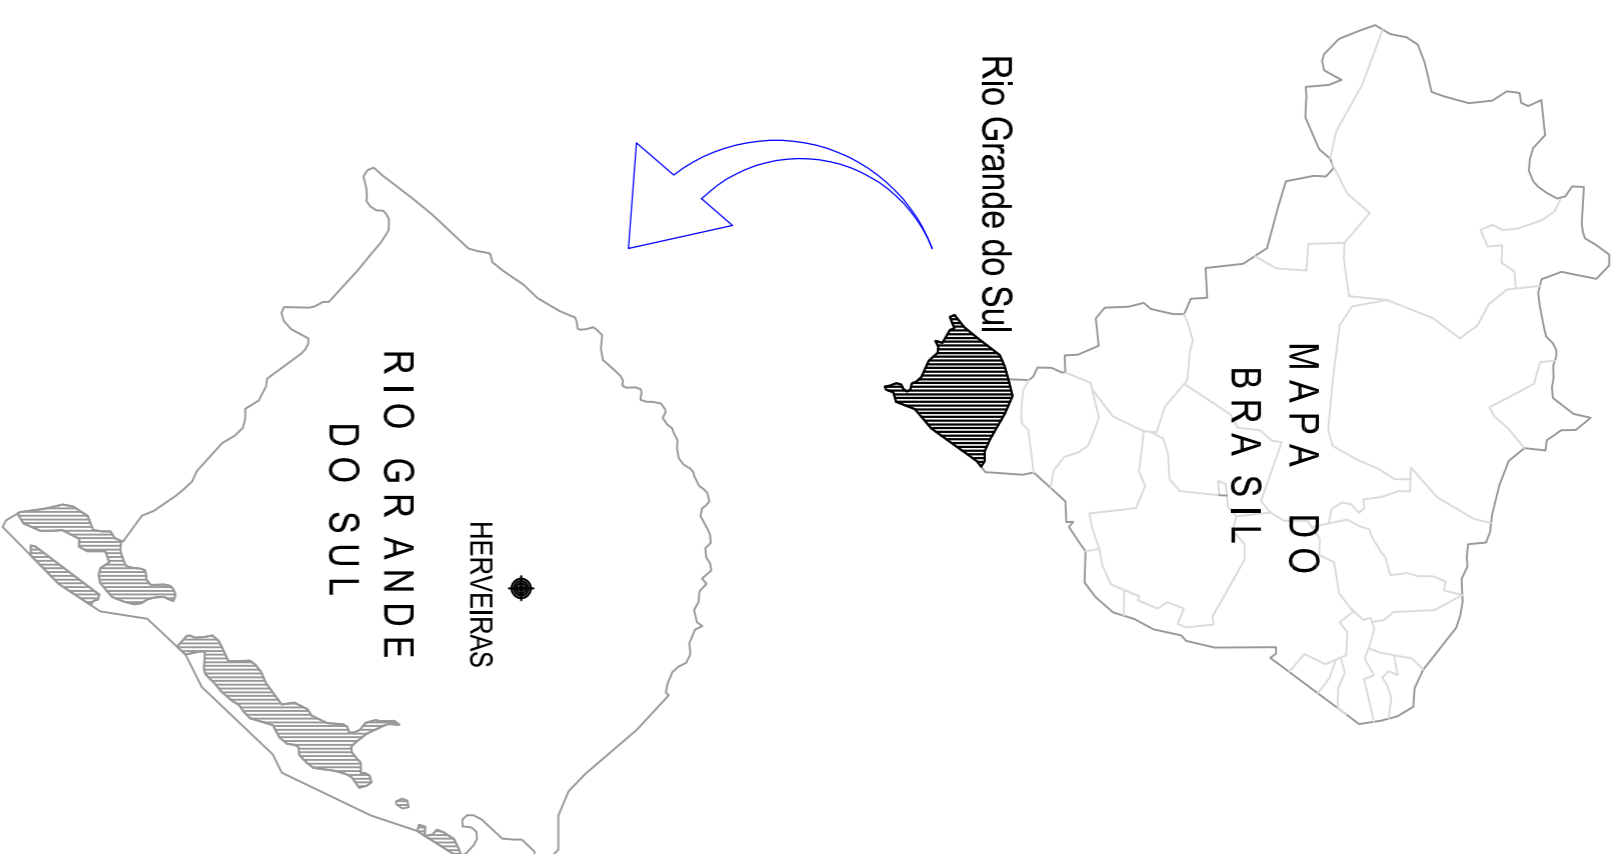 Rio Grande do Sul
MAPA DO
BRASIL
RIO GRANDE
DO SUL
HERVEIRAS